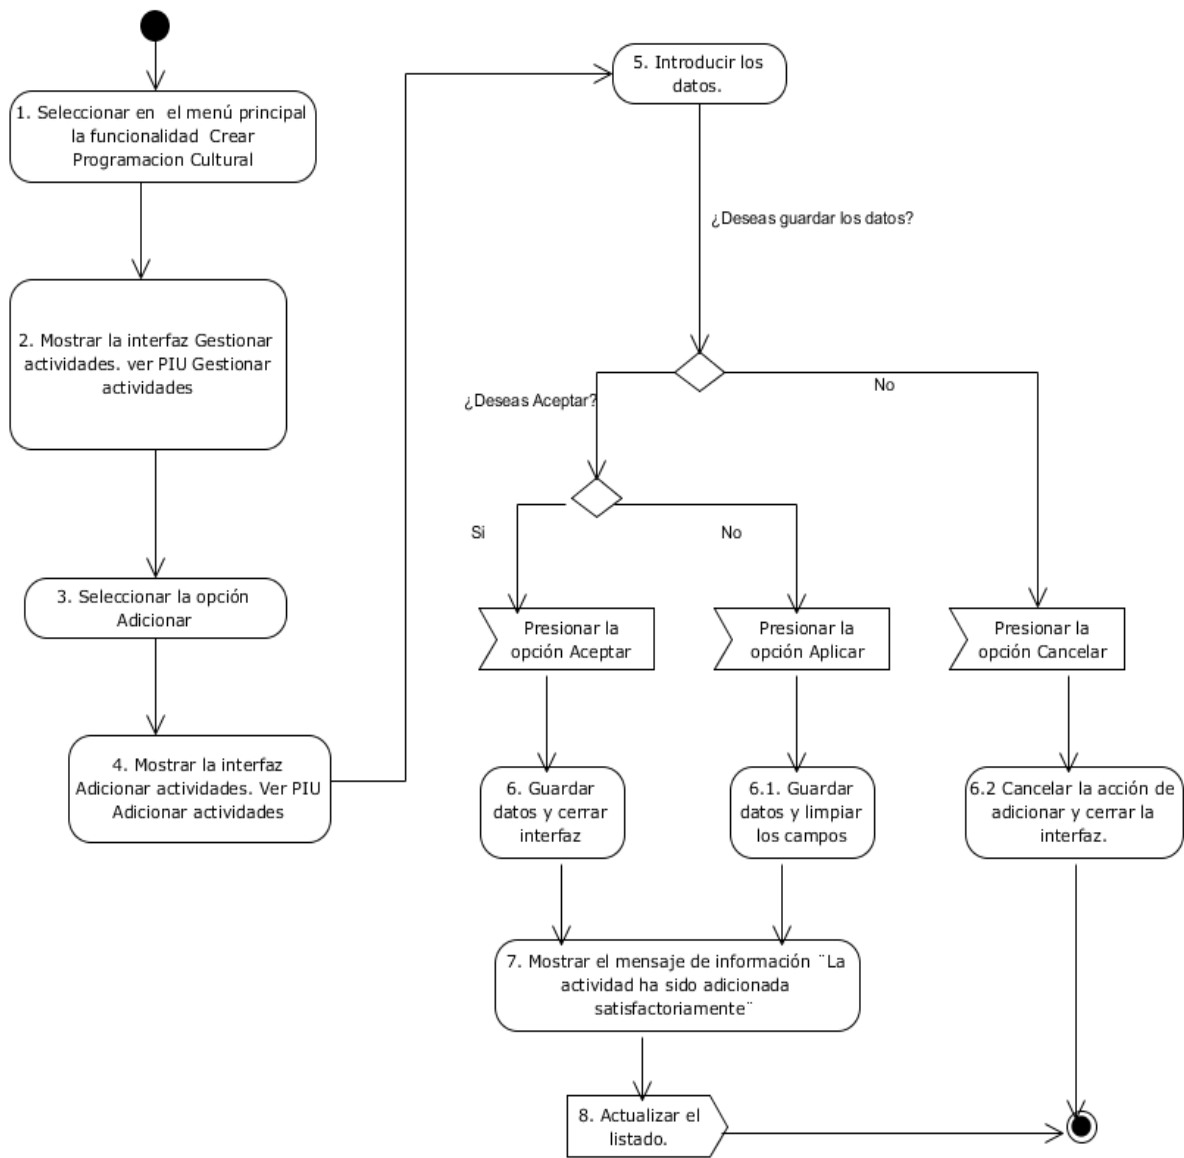 1. Seleccionar en el menú principal
la funcionalidad Crear
Programacion Cultural
2. Mostrar la interfaz Gestionar
actividades. ver PIU Gestionar
actividades
3. Seleccionar la opción
Adicionar
4. Mostrar la interfaz
Adicionar actividades. Ver PIU
Adicionar actividades
5. Introducir los
datos.
¿Deseas guardar los datos?
¿Deseas Aceptar?
No
Si
No
Presionar la
opción Aceptar
Presionar la
opción Aplicar
Presionar la
opción Cancelar
6. Guardar
datos y cerrar
interfaz
6.1. Guardar
datos y limpiar
los campos
6.2 Cancelar la acción de
adicionar y cerrar la
interfaz.
7. Mostrar el mensaje de información ¨La
actividad ha sido adicionada
satisfactoriamente¨
8. Actualizar el
listado.